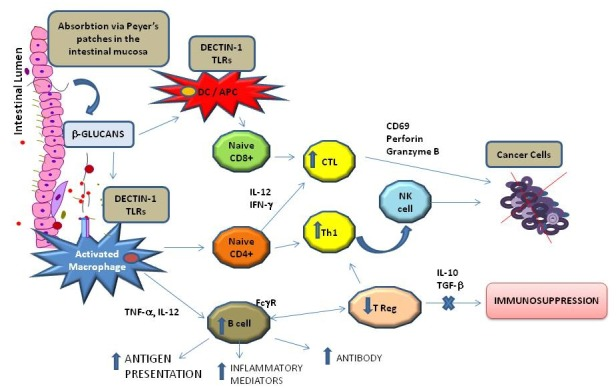 Absorbtion via Peyer's
patches in the
intestinal mucosa
Intestinal Lumen
DECTIN-1
TLRs
DC / APC
β-GLUCANS
DECTIN-1
TLRs
Activated
Macrophage
Naive
CD8+
CTL
CD69
Perforin
Granzyme B
Cancer Cells
IL-12
IFN-γ
NK
cell
Naive
CD4+
Th1
TNF-α, IL-12
FcγR
B cell
T Reg
IL-10
TGF-β
IMMUNOSUPPRESSION
ANTIGEN
PRESENTATION
INFLAMMATORY
MEDIATORS
ANTIBODY